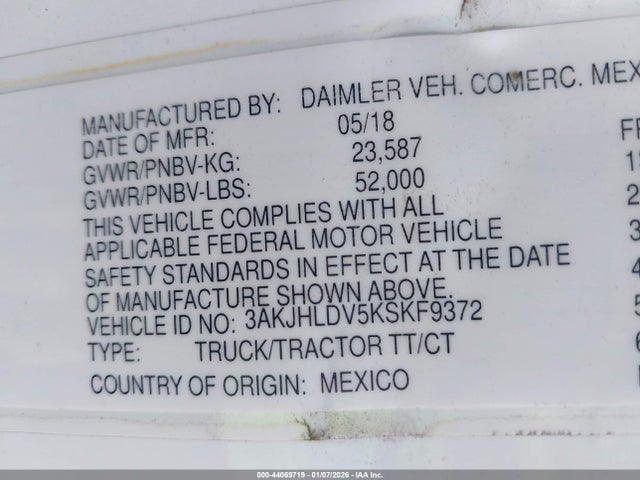 MANUFACTURED BY: DAIMLER VEH. COMERC. MEX
DATE OF MFR: 05/18
GVWR/PNBV-KG: 23,587
GVWR/PNBV-LBS: 52,000
THIS VEHICLE COMPLIES WITH ALL
APPLICABLE FEDERAL MOTOR VEHICLE
SAFETY STANDARDS IN EFFECT AT THE DATE
OF MANUFACTURE SHOWN ABOVE.
VEHICLE ID NO: 3AKJHLDV5KSKF9372
TYPE: TRUCK/TRACTOR TT/CT
COUNTRY OF ORIGIN: MEXICO
000-44069719 - 01/07/2026 - © IAA Inc.